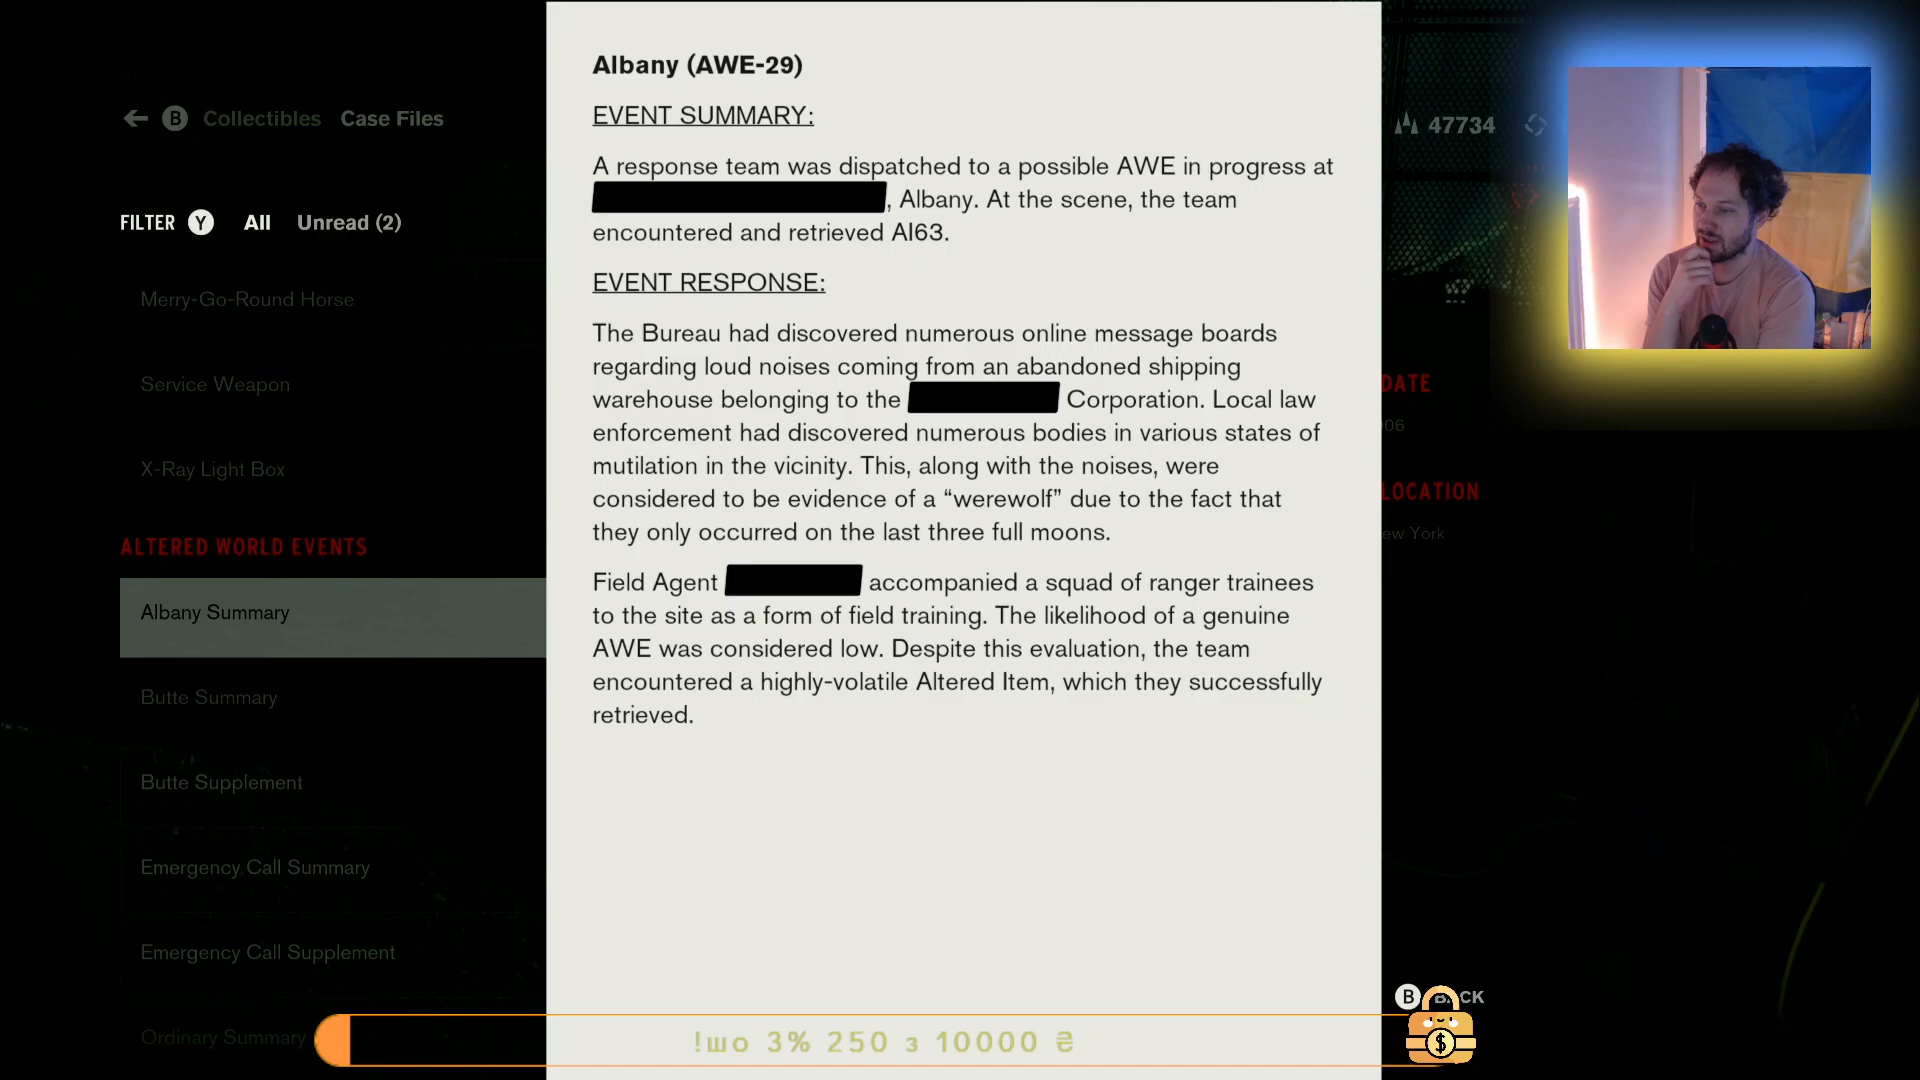 B Collectibles Case Files
FILTER Y All Unread (2)
Merry-Go-Round Horse
Service Weapon
X-Ray Light Box
ALTERED WORLD EVENTS
Albany Summary
Butte Summary
Butte Supplement
Emergency Call Summary
Emergency Call Supplement
Ordinary Summary
Albany (AWE-29)
EVENT SUMMARY:
A response team was dispatched to a possible AWE in progress at
, Albany. At the scene, the team
encountered and retrieved AI63.
EVENT RESPONSE:
The Bureau had discovered numerous online message boards
regarding loud noises coming from an abandoned shipping
warehouse belonging to the Corporation. Local law
enforcement had discovered numerous bodies in various states of
mutilation in the vicinity. This, along with the noises, were
considered to be evidence of a “werewolf” due to the fact that
they only occurred on the last three full moons.
Field Agent accompanied a squad of ranger trainees
to the site as a form of field training. The likelihood of a genuine
AWE was considered low. Despite this evaluation, the team
encountered a highly-volatile Altered Item, which they successfully
retrieved.
47734
DATE
06
LOCATION
ew York
B
!шо 3% 250 з 10000 ₴
$